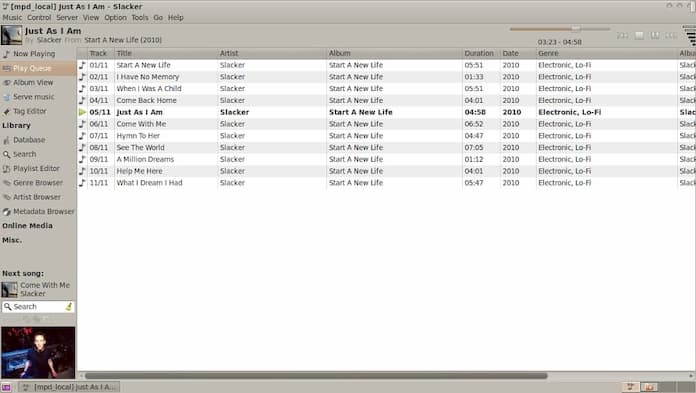 [mpd_local] Just As I Am - Slacker
Music Control Server View Option Tools Go Help
Just As I Am
By Slacker From Start A New Life (2010)
03:23 - 04:58
Now Playing
Play Queue
Album View
Serve music
Tag Editor
Library
Database
Search
Playlist Editor
Genre Browser
Artist Browser
Metadata Browser
Online Media
Misc.
Next song:
Come With Me
Slacker
Search
Track Title Artist Album Duration Date Genre Albu
01/11 Start A New Life Slacker Start A New Life 05:51 2010 Electronic, Lo-Fi Slack
02/11 I Have No Memory Slacker Start A New Life 01:33 2010 Electronic, Lo-Fi Slack
03/11 When I Was A Child Slacker Start A New Life 05:51 2010 Electronic, Lo-Fi Slack
04/11 Come Back Home Slacker Start A New Life 04:01 2010 Electronic, Lo-Fi Slack
05/11 Just As I Am Slacker Start A New Life 04:58 2010 Electronic, Lo-Fi Slack
06/11 Come With Me Slacker Start A New Life 06:52 2010 Electronic, Lo-Fi Slack
07/11 Hymn To Her Slacker Start A New Life 04:47 2010 Electronic, Lo-Fi Slack
08/11 See The World Slacker Start A New Life 07:05 2010 Electronic, Lo-Fi Slack
09/11 A Million Dreams Slacker Start A New Life 01:12 2010 Electronic, Lo-Fi Slack
10/11 Help Me Here Slacker Start A New Life 04:01 2010 Electronic, Lo-Fi Slack
11/11 What I Dream I Had Slacker Start A New Life 05:47 2010 Electronic, Lo-Fi Slack
[mpd_local] Just As I A...